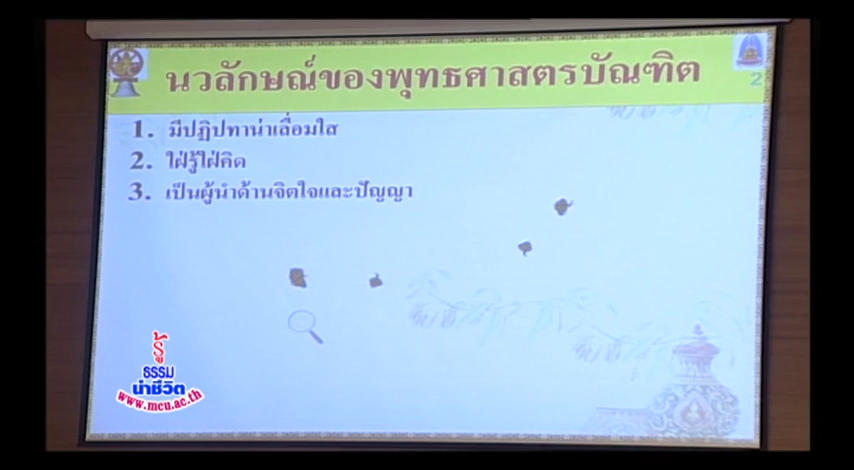 นวลักษณ์ของพุทธศาสตรบัณฑิต
2
1. มีปฏิปทาน่าเลื่อมใส
2. ใฝ่รู้ใฝ่คิด
3. เป็นผู้นำด้านจิตใจและปัญญา
รู้
ธรรม
นำชีวิต
www.mcu.ac.th